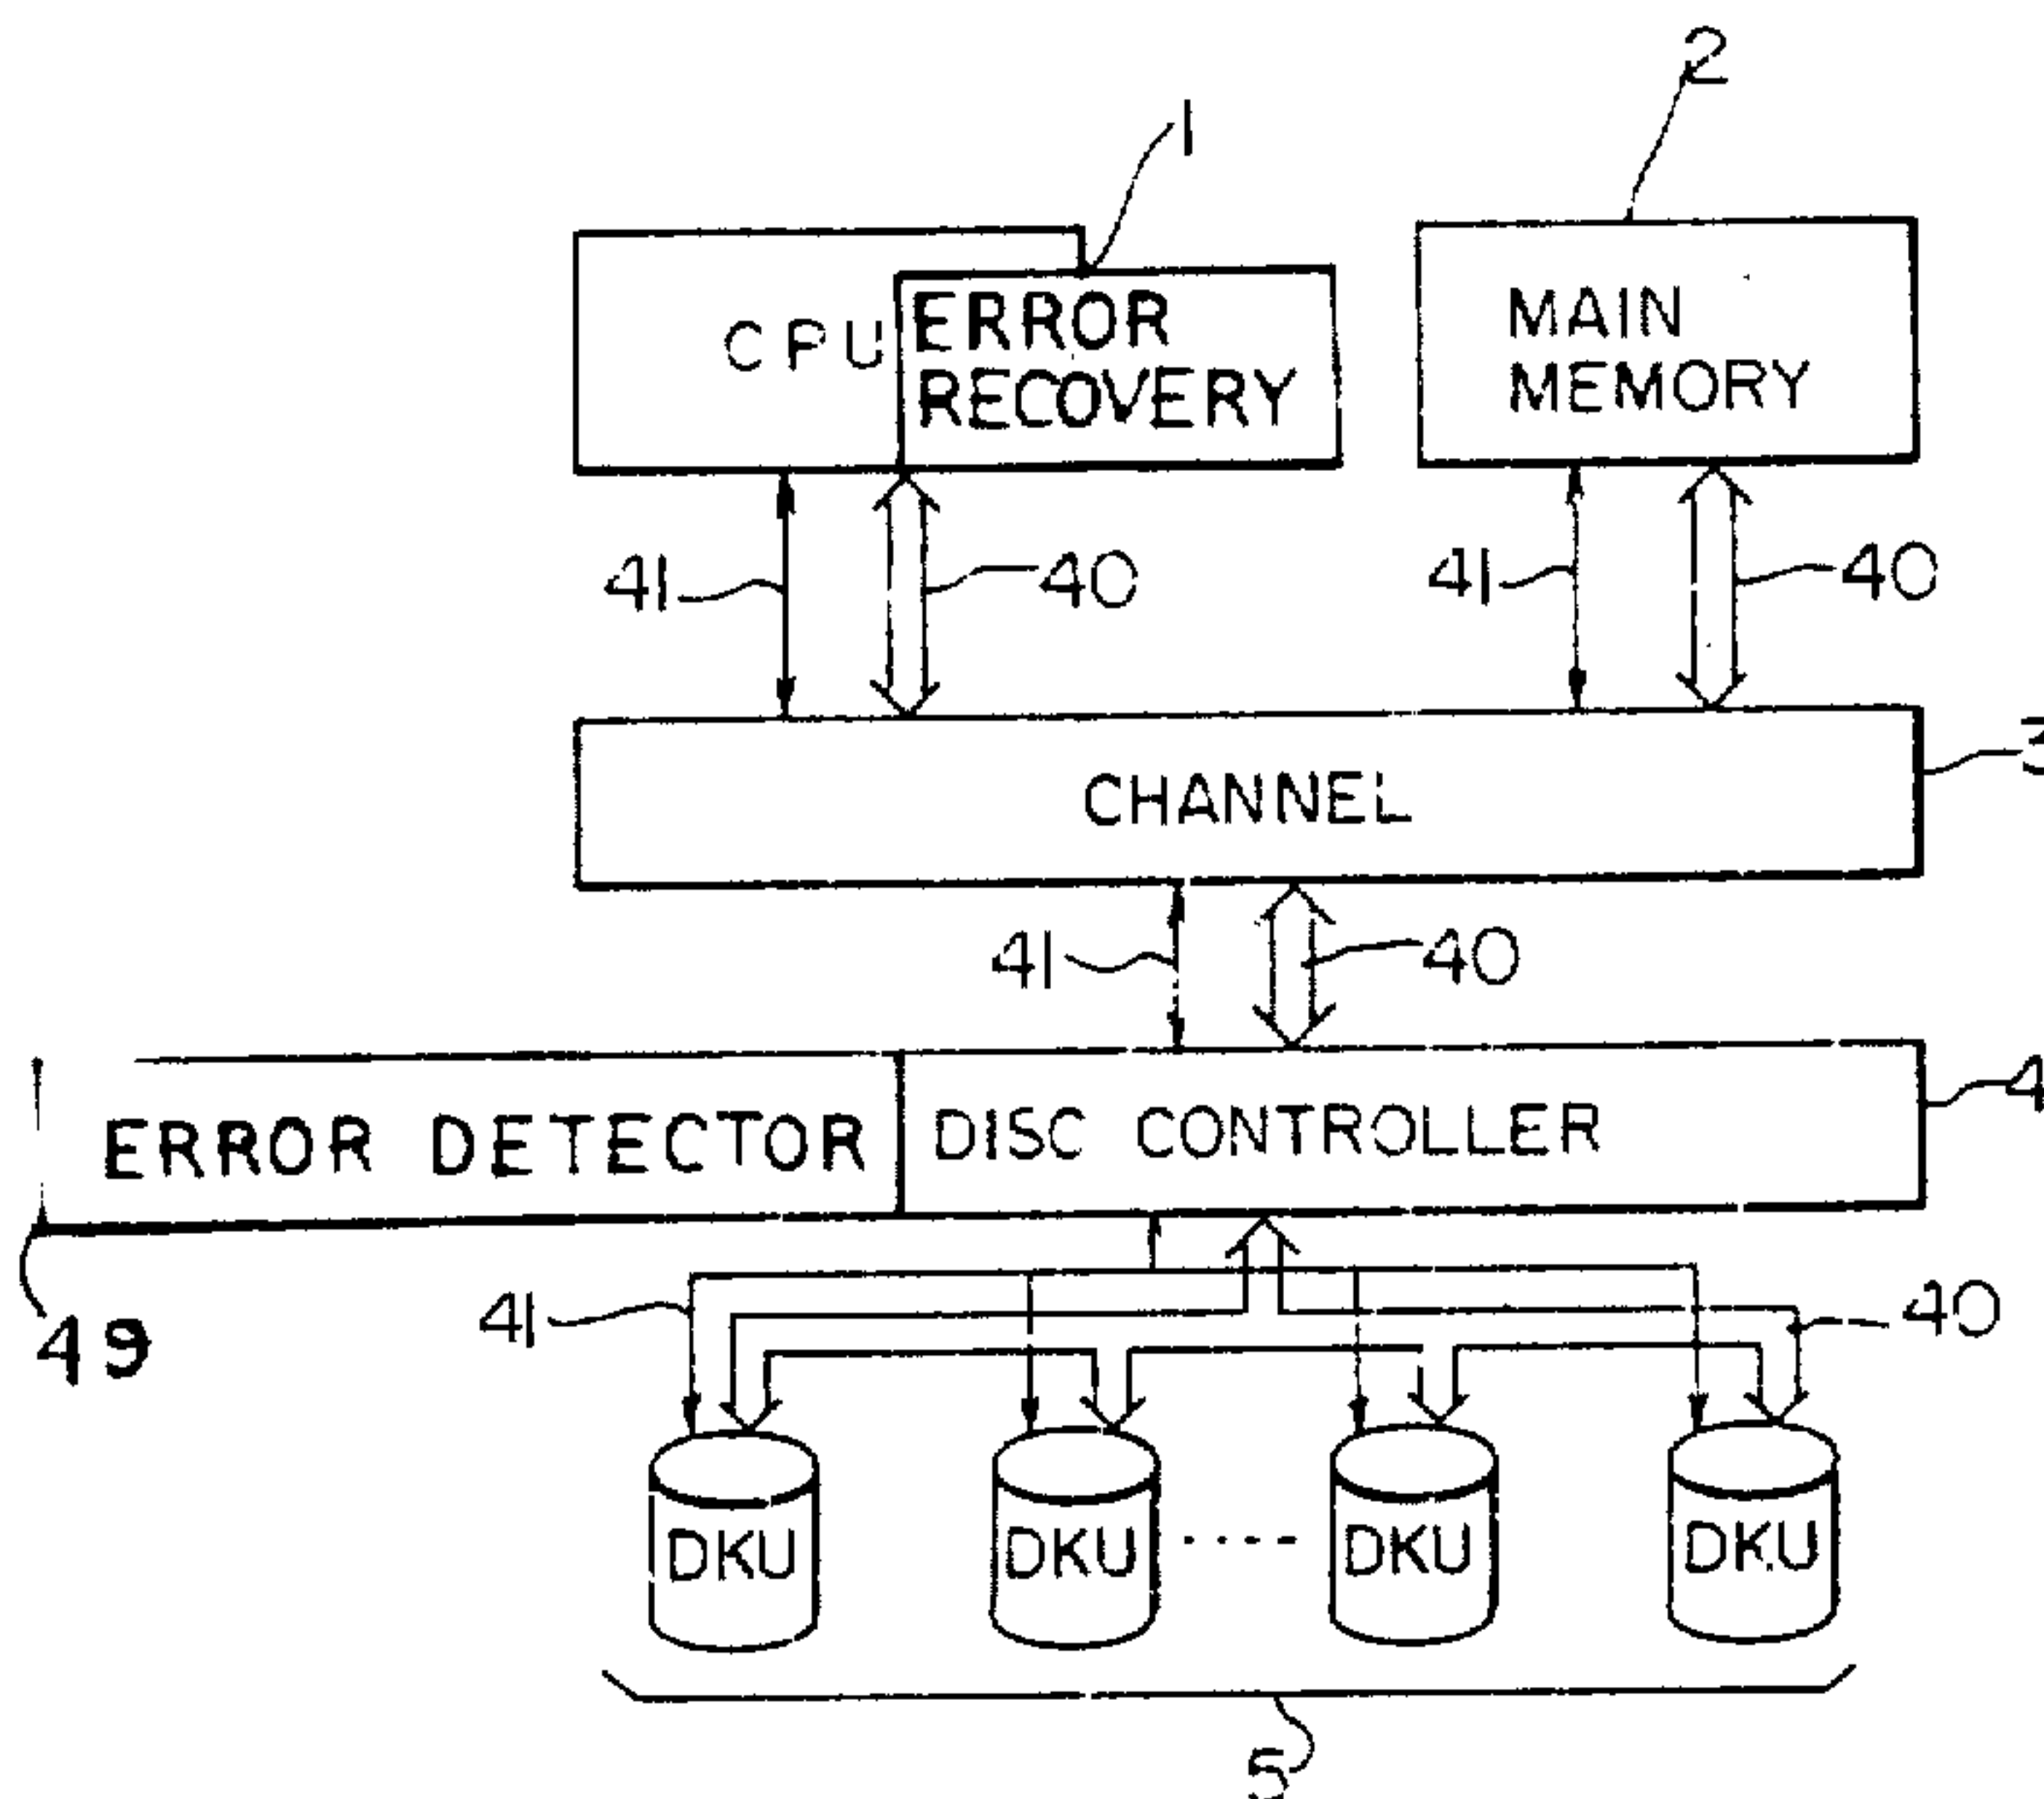 2
1
CPU
ERROR
RECOVERY
MAIN
MEMORY
41
40
41
40
CHANNEL
3
41
40
ERROR DETECTOR
DISC CONTROLLER
4
49
41
40
DKU
DKU
DKU
DKU
5